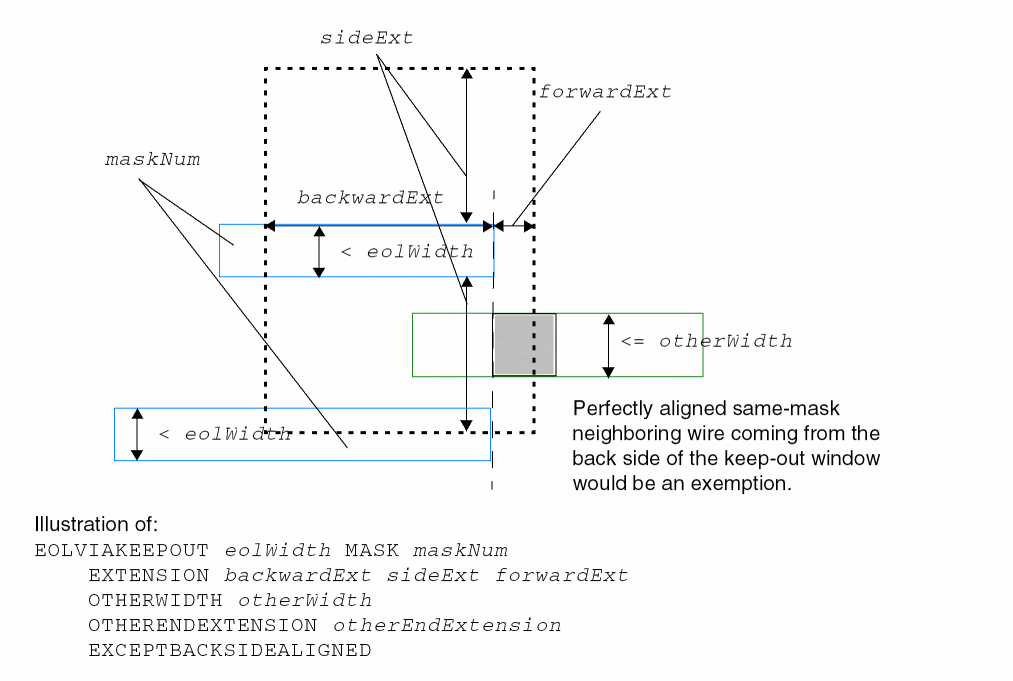 sideExt
forwardExt
maskNum
backwardExt
< eolWidth
<= otherWidth
< eolWidth
Perfectly aligned same-mask
neighboring wire coming from the
back side of the keep-out window
would be an exemption.
Illustration of:
EOLVIAKEEPOUT eolWidth MASK maskNum
EXTENSION backwardExt sideExt forwardExt
OTHERWIDTH otherWidth
OTHERENDEXTENSION otherEndExtension
EXCEPTBACKSIDEALIGNED